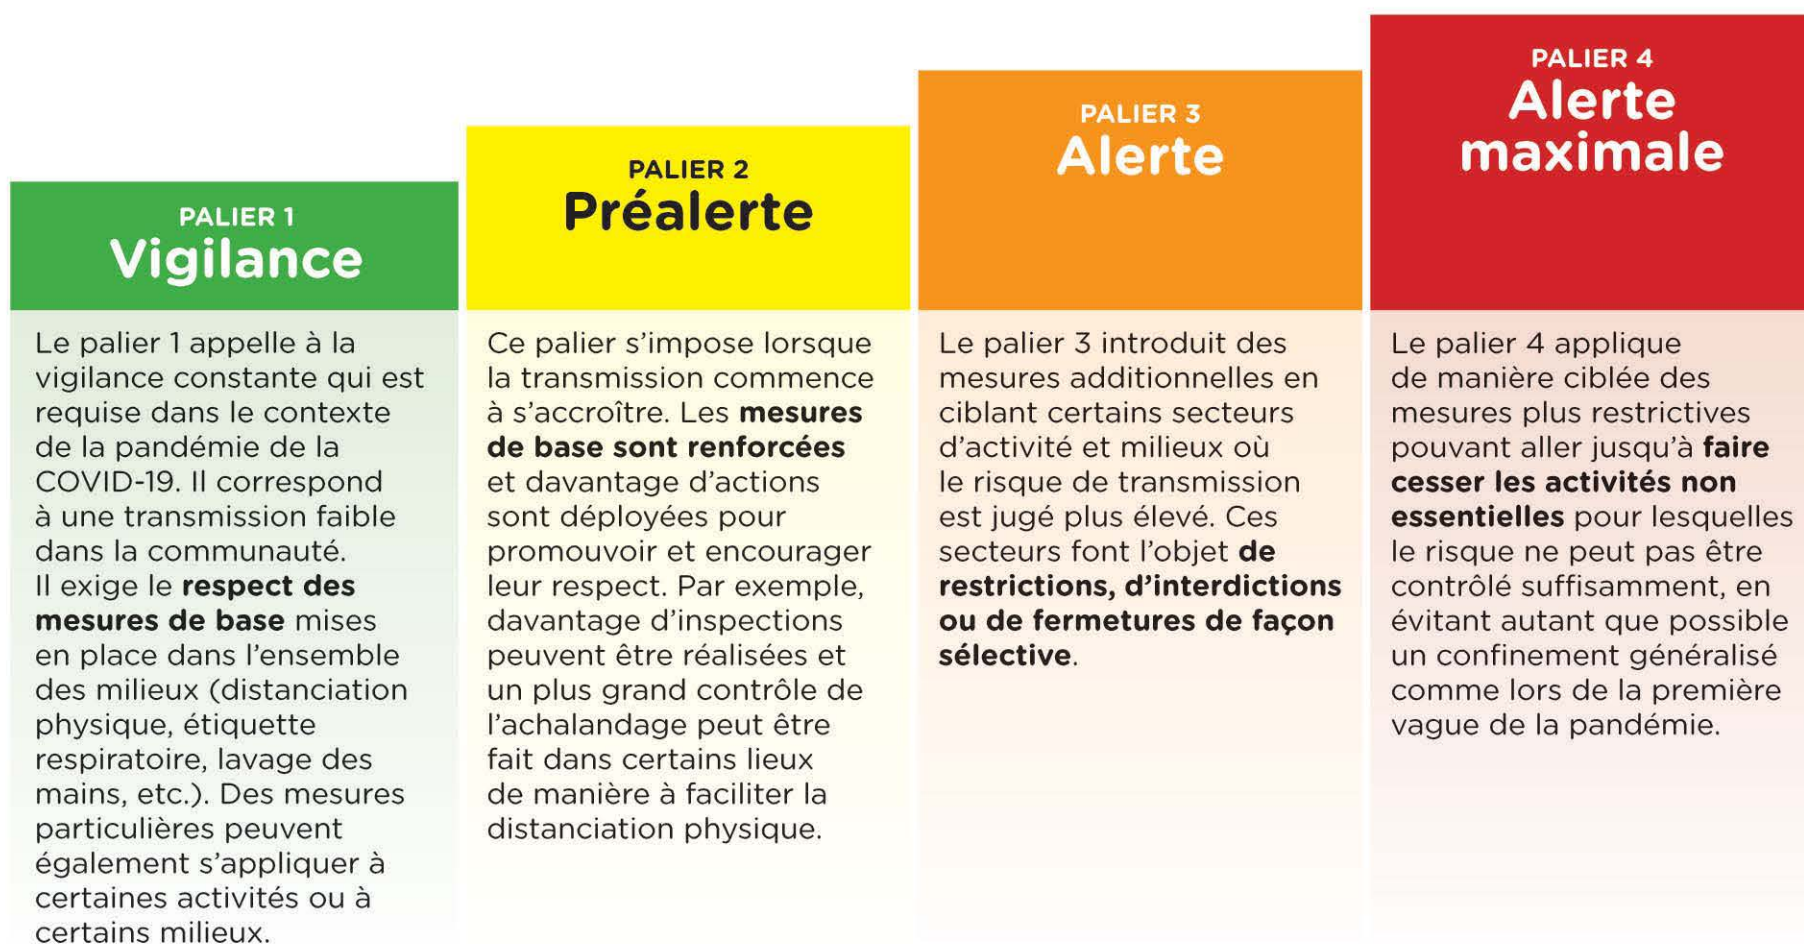 PALIER 1
Vigilance
Le palier 1 appelle à la
vigilance constante qui est
requise dans le contexte
de la pandémie de la
COVID-19. Il correspond
à une transmission faible
dans la communauté.
Il exige le respect des
mesures de base mises
en place dans l’ensemble
des milieux (distanciation
physique, étiquette
respiratoire, lavage des
mains, etc.). Des mesures
particulières peuvent
également s’appliquer à
certaines activités ou à
certains milieux.
PALIER 2
Préalerte
Ce palier s’impose lorsque
la transmission commence
à s’accroître. Les mesures
de base sont renforcées
et davantage d’actions
sont déployées pour
promouvoir et encourager
leur respect. Par exemple,
davantage d’inspections
peuvent être réalisées et
un plus grand contrôle de
l’achalandage peut être
fait dans certains lieux
de manière à faciliter la
distanciation physique.
PALIER 3
Alerte
Le palier 3 introduit des
mesures additionnelles en
ciblant certains secteurs
d’activité et milieux où
le risque de transmission
est jugé plus élevé. Ces
secteurs font l’objet de
restrictions, d’interdictions
ou de fermetures de façon
sélective.
PALIER 4
Alerte
maximale
Le palier 4 applique
de manière ciblée des
mesures plus restrictives
pouvant aller jusqu’à faire
cesser les activités non
essentielles pour lesquelles
le risque ne peut pas être
contrôlé suffisamment, en
évitant autant que possible
un confinement généralisé
comme lors de la première
vague de la pandémie.